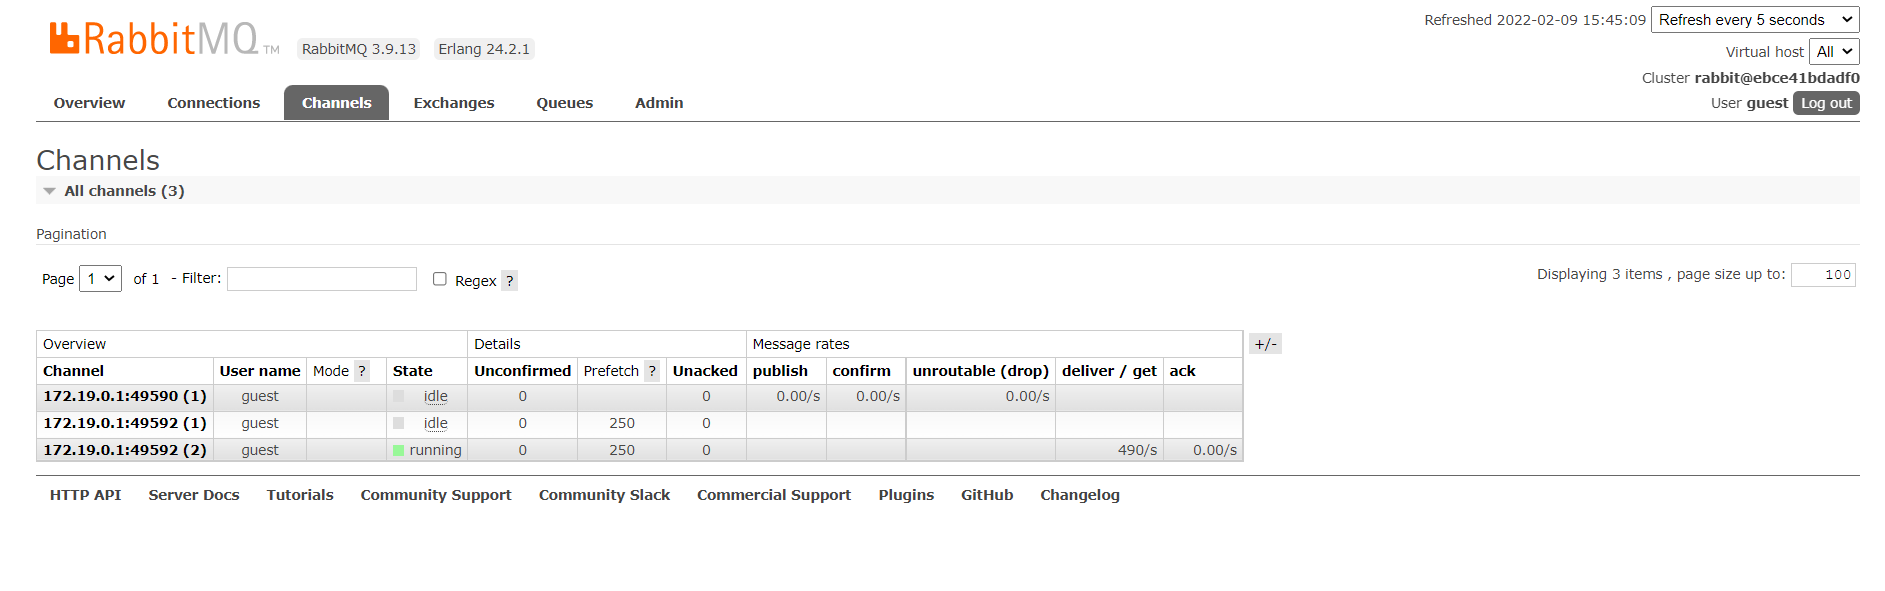 Refreshed 2022-02-09 15:45:09 Refresh every 5 seconds
RabbitMQ TM RabbitMQ 3.9.13 Erlang 24.2.1
Virtual host All
Cluster rabbit@ebce41bdadf0
User guest Log out
Overview Connections Channels Exchanges Queues Admin
Channels
All channels (3)
Pagination
Page 1 of 1 - Filter: Regex ?
Displaying 3 items , page size up to: 100
Overview Details Message rates +/-
Channel User name Mode ? State Unconfirmed Prefetch ? Unacked publish confirm unroutable (drop) deliver / get ack
172.19.0.1:49590 (1) guest idle 0 0 0.00/s 0.00/s 0.00/s
172.19.0.1:49592 (1) guest idle 0 250 0
172.19.0.1:49592 (2) guest running 0 250 0 490/s 0.00/s
HTTP API Server Docs Tutorials Community Support Community Slack Commercial Support Plugins GitHub Changelog